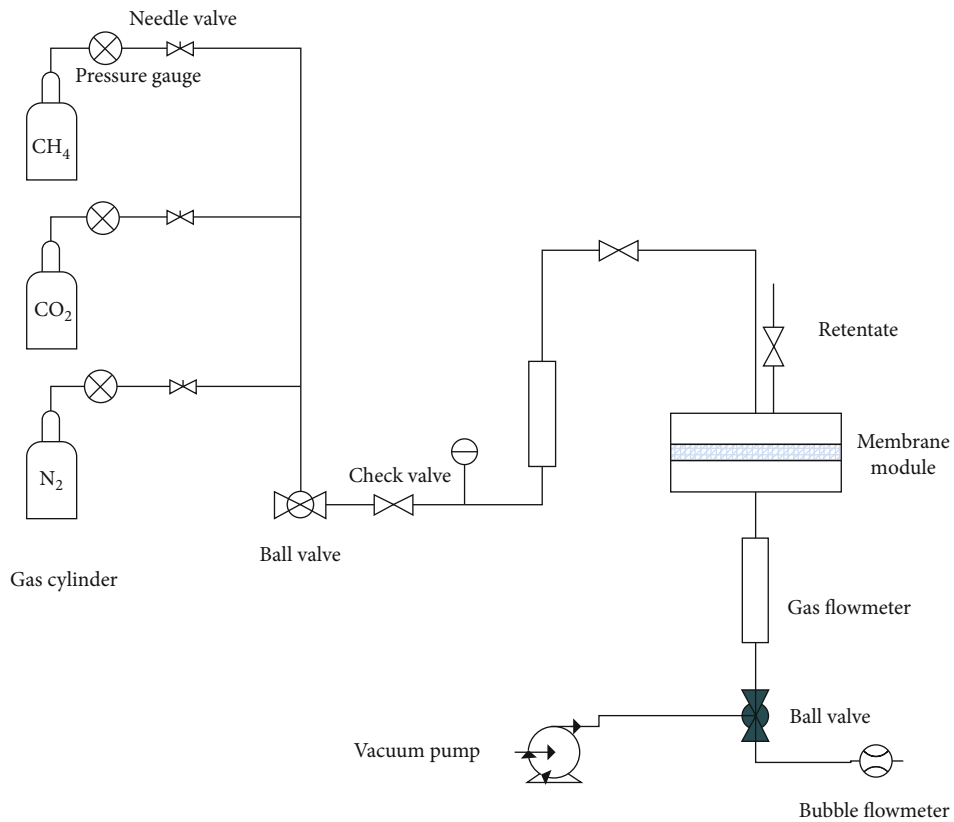 Needle valve
Pressure gauge
CH₄
CO₂
Retentate
Membrane
module
Check valve
N₂
Ball valve
Gas cylinder
Gas flowmeter
Ball valve
Vacuum pump
Bubble flowmeter